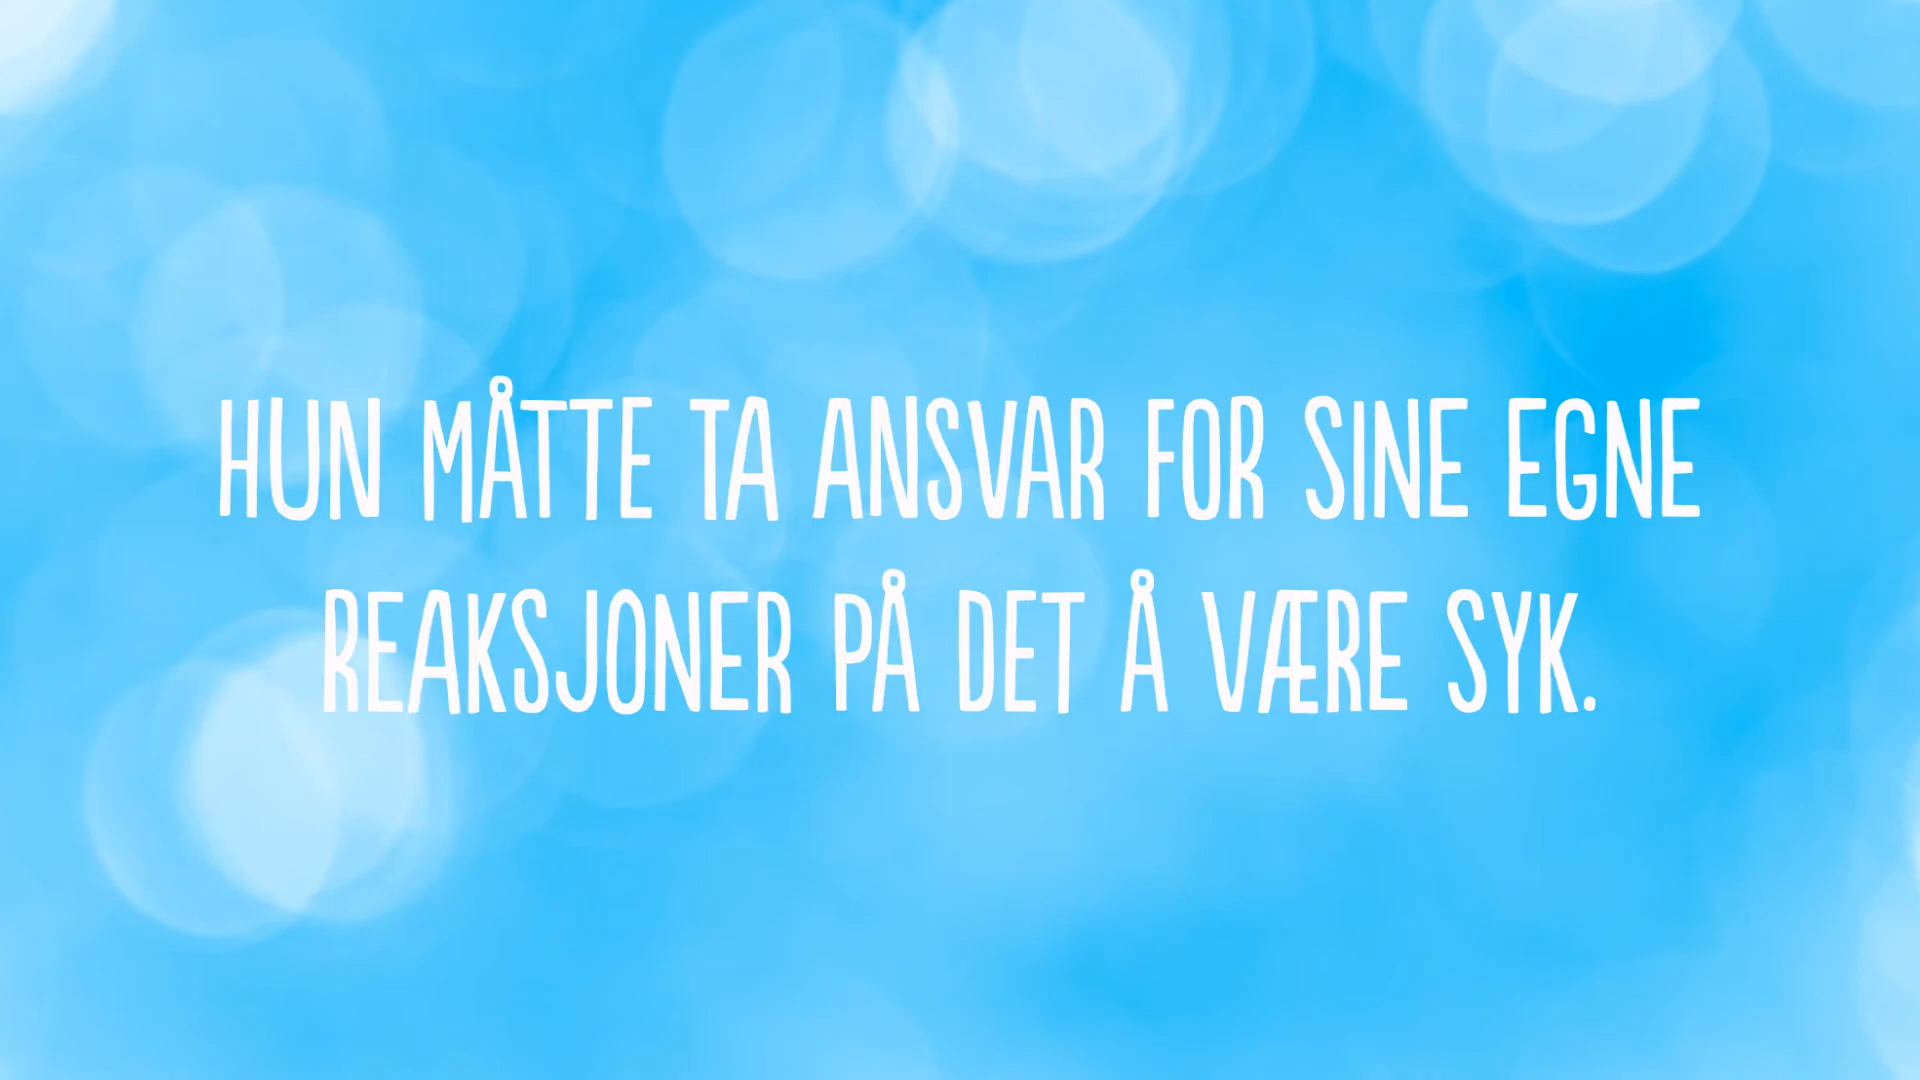 HUN MÅTTE TA ANSVAR FOR SINE EGNE
REAKSJONER PÅ DET Å VÆRE SYK.